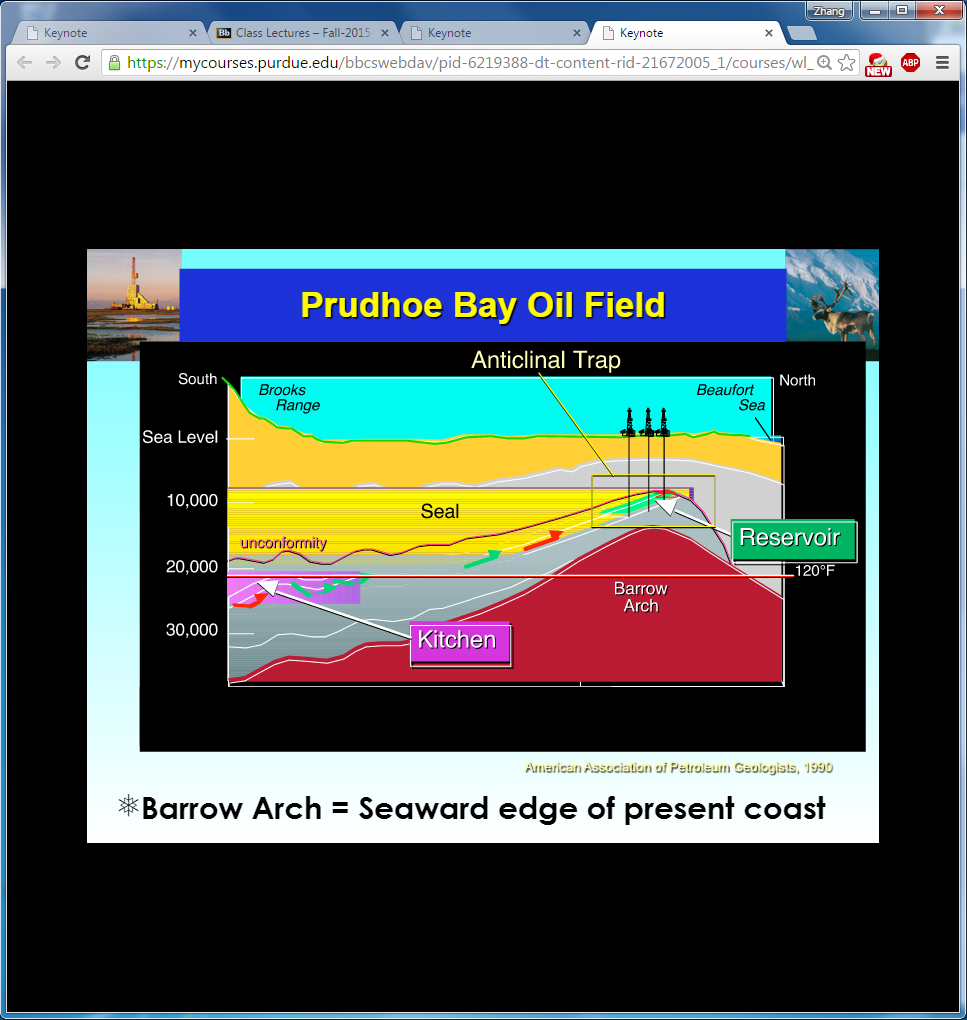 Zhang
Keynote
Class Lectures – Fall-2015
Keynote
Keynote
https://mycourses.purdue.edu/bbcswebdav/pid-6219388-dt-content-rid-21672005_1/courses/wl_
NEW
ABP
Prudhoe Bay Oil Field
Anticlinal Trap
South
North
Brooks
Range
Beaufort
Sea
Sea Level
10,000
Seal
Reservoir
unconformity
20,000
120°F
Barrow
Arch
30,000
Kitchen
American Association of Petroleum Geologists, 1990
Barrow Arch = Seaward edge of present coast